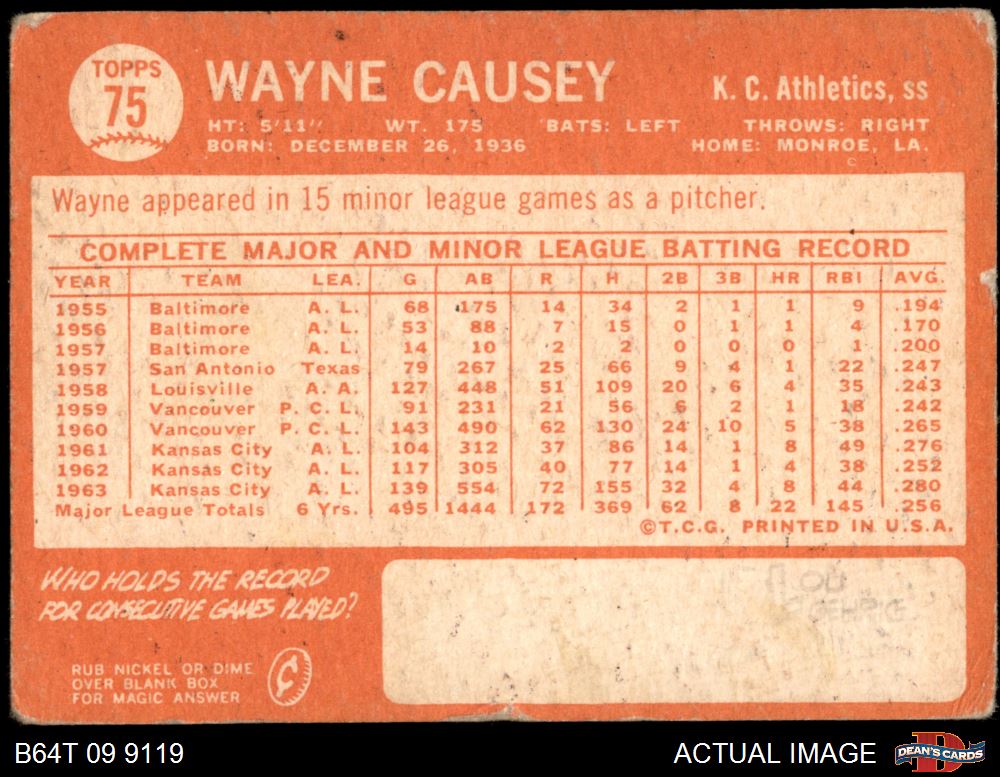 TOPPS
75
WAYNE CAUSEY
K. C. Athletics, ss
HT: 5'11" WT. 175 BATS: LEFT THROWS: RIGHT
BORN: DECEMBER 26, 1936 HOME: MONROE, LA.
Wayne appeared in 15 minor league games as a pitcher.
COMPLETE MAJOR AND MINOR LEAGUE BATTING RECORD
YEAR TEAM LEA. G AB R H 2B 3B HR RBI AVG.
1955 Baltimore A. L. 68 175 14 34 2 1 1 9 .194
1956 Baltimore A. L. 53 88 7 15 0 1 1 4 .170
1957 Baltimore A. L. 14 10 2 2 0 0 0 1 .200
1957 San Antonio Texas 79 267 25 66 9 4 1 22 .247
1958 Louisville A. A. 127 448 51 109 20 6 4 35 .243
1959 Vancouver P. C. L. 91 231 21 56 6 2 1 18 .242
1960 Vancouver P. C. L. 143 490 62 130 24 10 5 38 .265
1961 Kansas City A. L. 104 312 37 86 14 1 8 49 .276
1962 Kansas City A. L. 117 305 40 77 14 1 4 38 .252
1963 Kansas City A. L. 139 554 72 155 32 4 8 44 .280
Major League Totals 6 Yrs. 495 1444 172 369 62 8 22 145 .256
©T.C.G. PRINTED IN U.S.A.
WHO HOLDS THE RECORD
FOR CONSECUTIVE GAMES PLAYED?
LOU
GEHRIG
RUB NICKEL OR DIME
OVER BLANK BOX
FOR MAGIC ANSWER
B64T 09 9119
ACTUAL IMAGE
DEAN'S CARDS